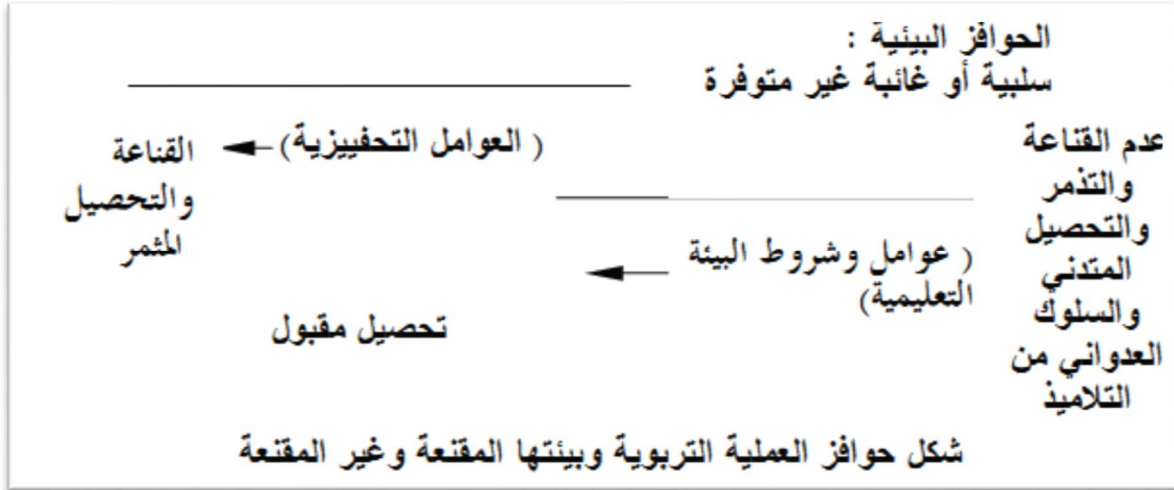 الحوافز البيئية :
سلبية أو غائبة غير متوفرة
عدم القناعة
والتذمر
والتحصيل
المتدني
والسلوك
العدواني من
التلاميذ
( العوامل التحفييزية)
القناعة
والتحصيل
المثمر
( عوامل وشروط البيئة
التعليمية)
تحصيل مقبول
شكل حوافز العملية التربوية وبيئتها المقنعة وغير المقنعة